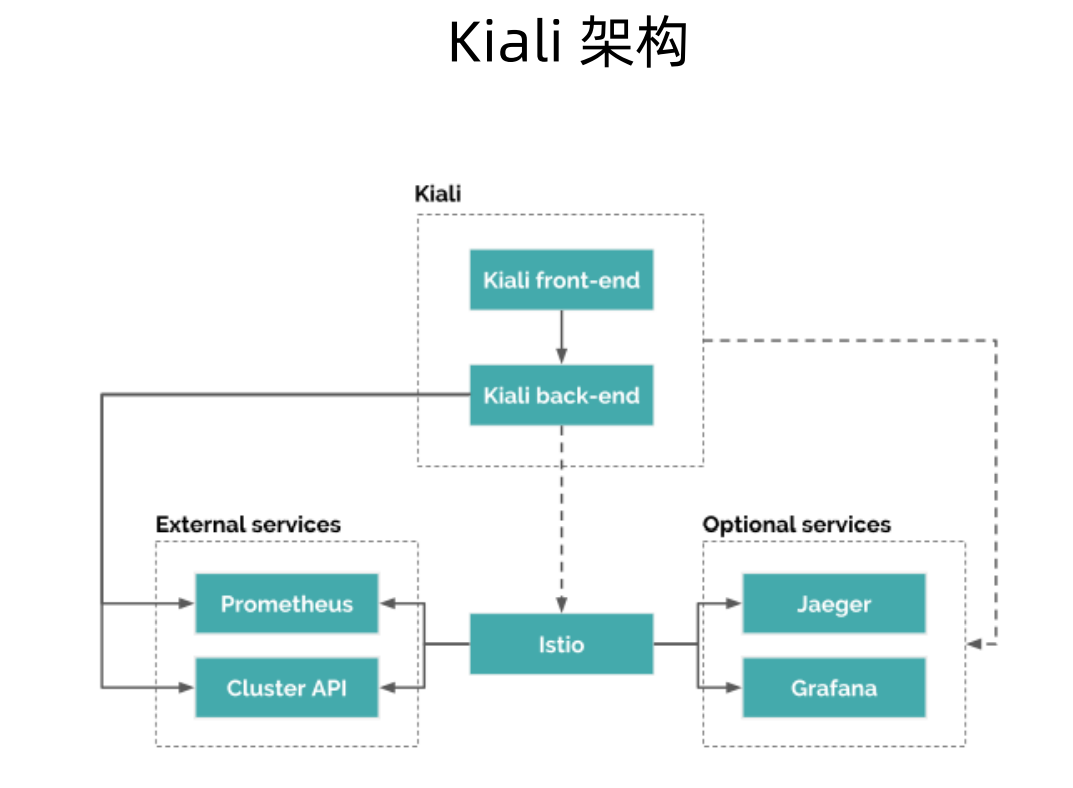 Kiali 架构
Kiali
Kiali front-end
Kiali back-end
External services
Prometheus
Cluster API
Istio
Optional services
Jaeger
Grafana